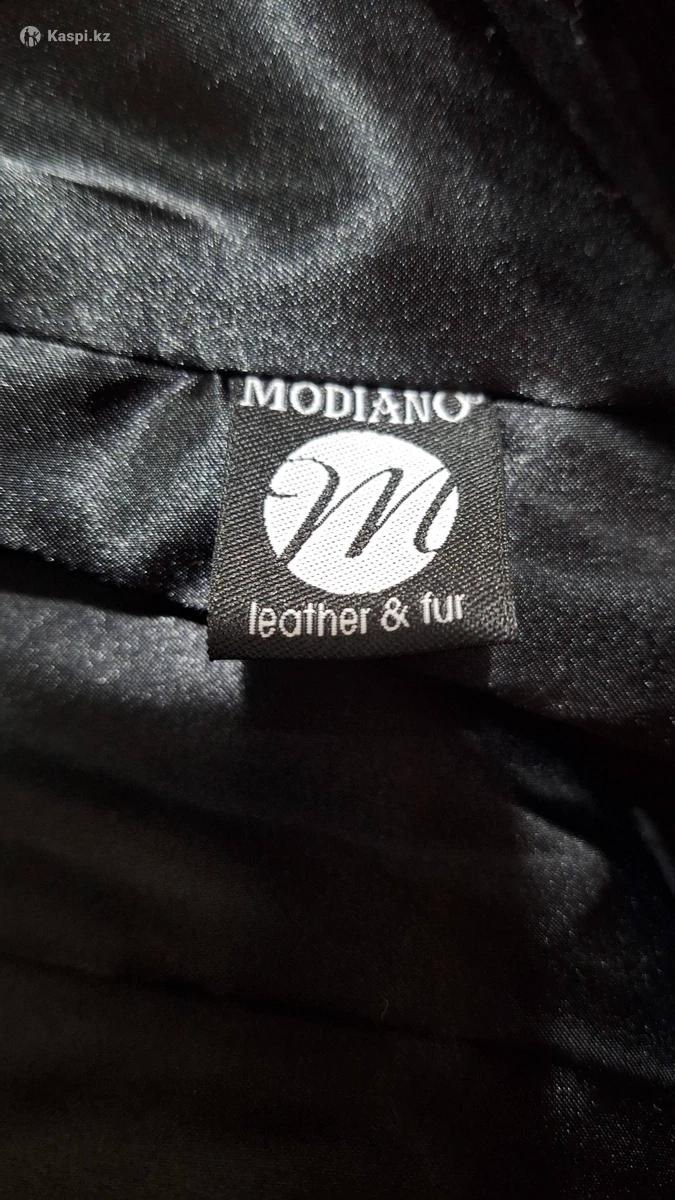 Kaspi.kz
MODIANO®
M
leather & fur